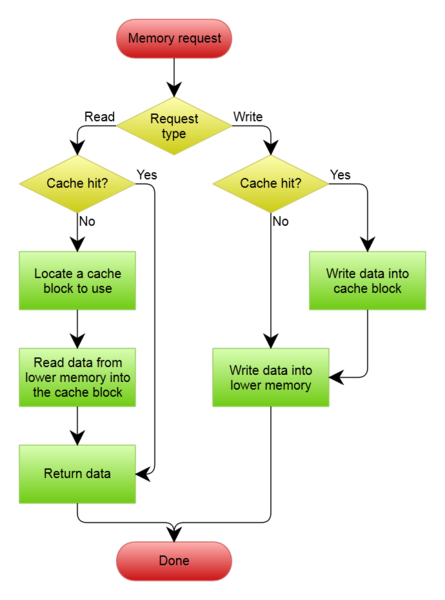 Memory request
Read
Request
type
Write
Cache hit?
Yes
Cache hit?
Yes
No
No
Locate a cache
block to use
Write data into
cache block
Read data from
lower memory into
the cache block
Write data into
lower memory
Return data
Done